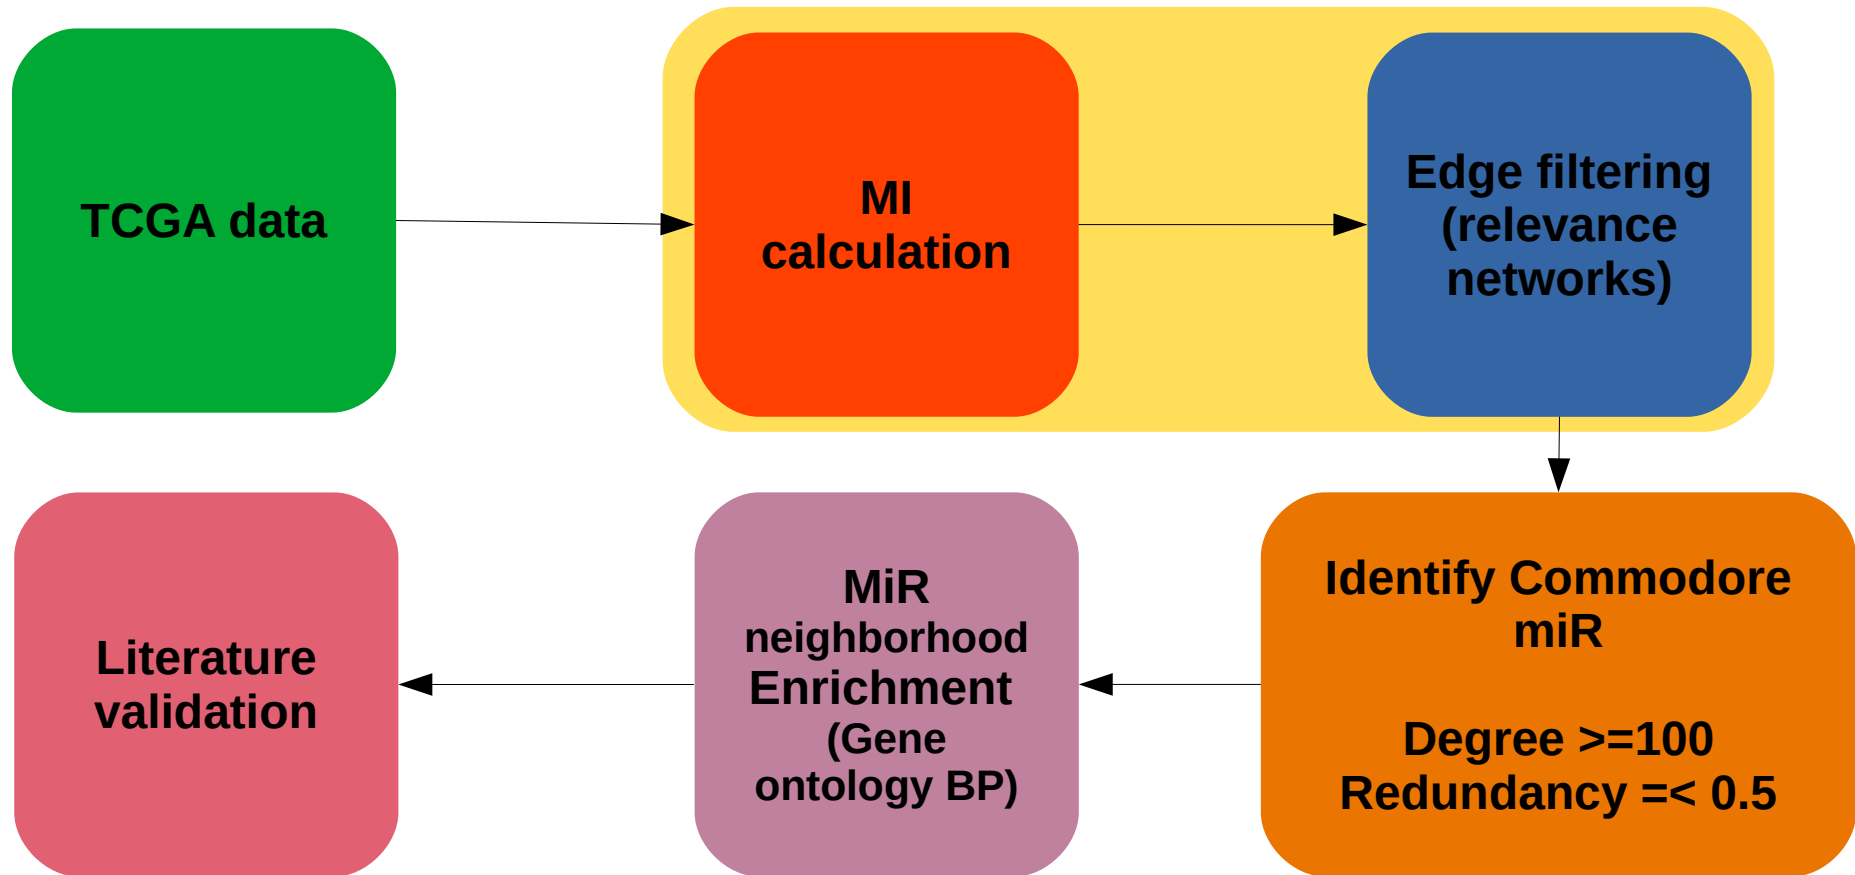 TCGA data
MI
calculation
Edge filtering
(relevance
networks)
Identify Commodore
miR
Degree >=100
Redundancy =< 0.5
MiR
neighborhood
Enrichment
(Gene
ontology BP)
Literature
validation